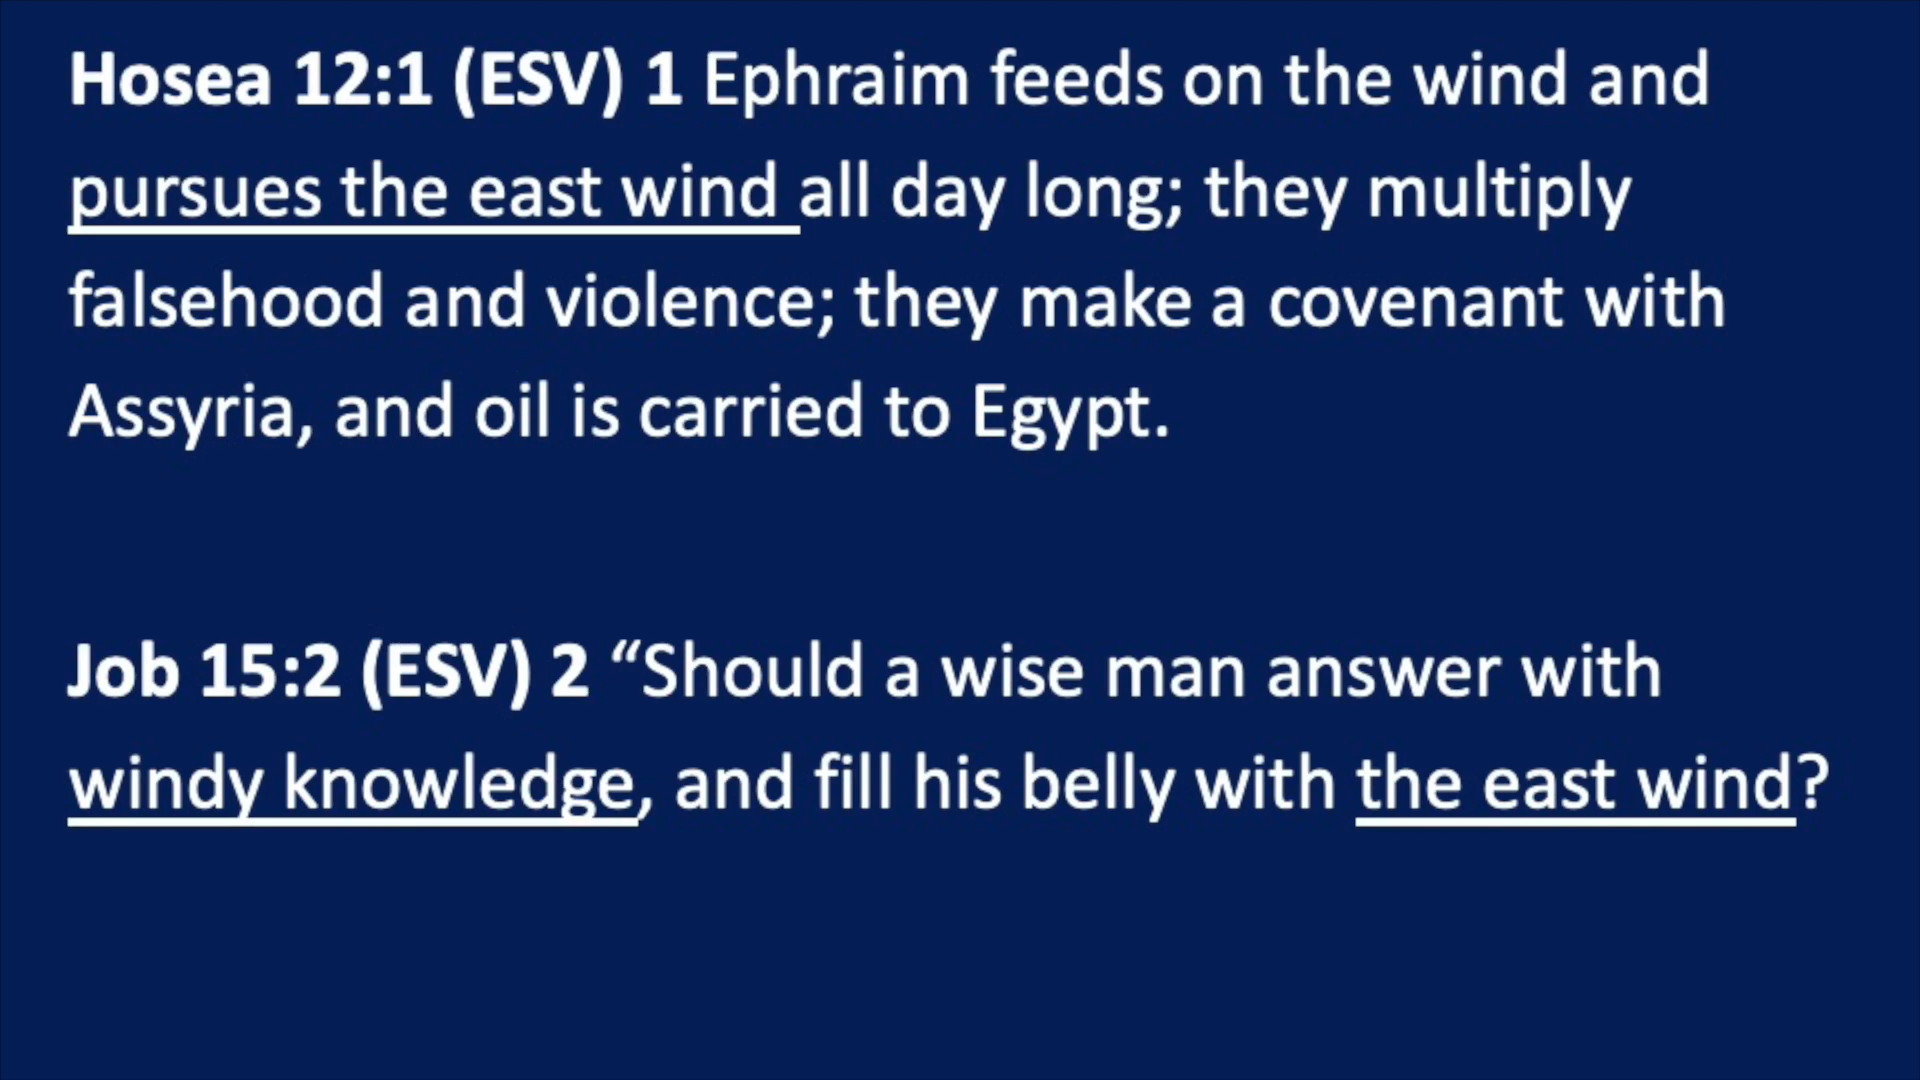 Hosea 12:1 (ESV) 1 Ephraim feeds on the wind and
pursues the east wind all day long; they multiply
falsehood and violence; they make a covenant with
Assyria, and oil is carried to Egypt.
Job 15:2 (ESV) 2 “Should a wise man answer with
windy knowledge, and fill his belly with the east wind?